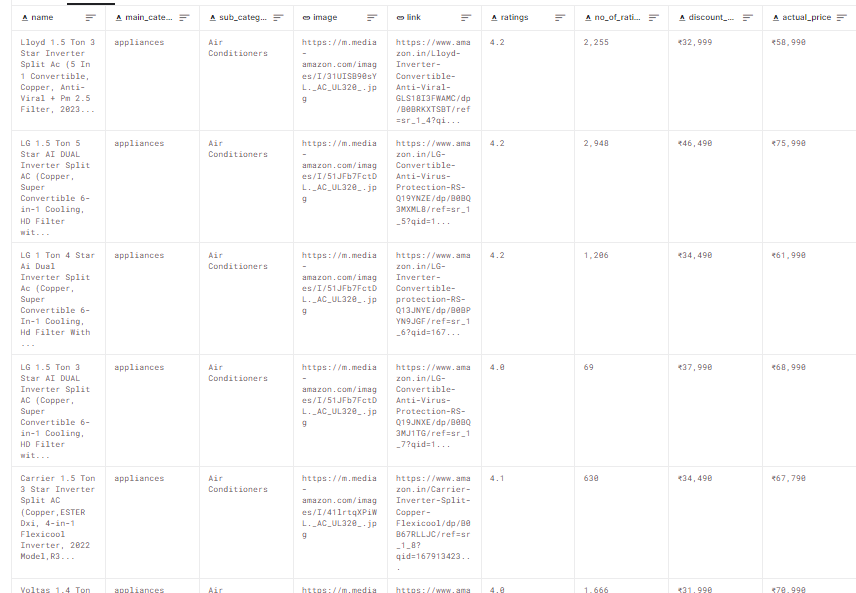 name main_cate... sub_categ... image link ratings no_of_rati... discount_... actual_price
Lloyd 1.5 Ton 3
Star Inverter
Split Ac (5 In
1 Convertible,
Copper, Anti-
Viral + Pm 2.5
Filter, 2023...
appliances
Air
Conditioners
https://m.media
-
amazon.com/imag
es/I/31UISB90sY
L._AC_UL320_.jp
g
https://www.ama
zon.in/Lloyd-
Inverter-
Convertible-
Anti-Viral-
GLS18I3FWAMC/dp
/B0BRKXTSBT/ref
=sr_1_4?qi...
4.2
2,255
₹32,999
₹58,990
LG 1.5 Ton 5
Star AI DUAL
Inverter Split
AC (Copper,
Super
Convertible 6-
in-1 Cooling,
HD Filter
wit...
appliances
Air
Conditioners
https://m.media
-
amazon.com/imag
es/I/51JFb7FctD
L._AC_UL320_.jp
g
https://www.ama
zon.in/LG-
Convertible-
Anti-Virus-
Protection-RS-
Q19YNZE/dp/B0BQ
3MXML8/ref=sr_1
_5?qid=1...
4.2
2,948
₹46,490
₹75,990
LG 1 Ton 4 Star
Ai Dual
Inverter Split
Ac (Copper,
Super
Convertible 6-
In-1 Cooling,
Hd Filter With
...
appliances
Air
Conditioners
https://m.media
-
amazon.com/imag
es/I/51JFb7FctD
L._AC_UL320_.jp
g
https://www.ama
zon.in/LG-
Inverter-
Convertible-
protection-RS-
Q13JNYE/dp/B0BP
YN9JGF/ref=sr_1
_6?qid=167...
4.2
1,206
₹34,490
₹61,990
LG 1.5 Ton 3
Star AI DUAL
Inverter Split
AC (Copper,
Super
Convertible 6-
in-1 Cooling,
HD Filter
wit...
appliances
Air
Conditioners
https://m.media
-
amazon.com/imag
es/I/51JFb7FctD
L._AC_UL320_.jp
g
https://www.ama
zon.in/LG-
Convertible-
Anti-Virus-
Protection-RS-
Q19JNXE/dp/B0BQ
3MJ1TG/ref=sr_1
_7?qid=1...
4.0
69
₹37,990
₹68,990
Carrier 1.5 Ton
3 Star Inverter
Split AC
(Copper,ESTER
Dxi, 4-in-1
Flexicool
Inverter, 2022
Model,R3...
appliances
Air
Conditioners
https://m.media
-
amazon.com/imag
es/I/41lrtqXPiW
L._AC_UL320_.jp
g
https://www.ama
zon.in/Carrier-
Inverter-Split-
Copper-
Flexicool/dp/B0
B67RLLJC/ref=sr
_1_8?
qid=167913423..
.
4.1
630
₹34,490
₹67,790
Voltas 1.4 Ton
appliances
Air
https://m.media
https://www.ama
4.0
1,666
₹31,990
₹70,990